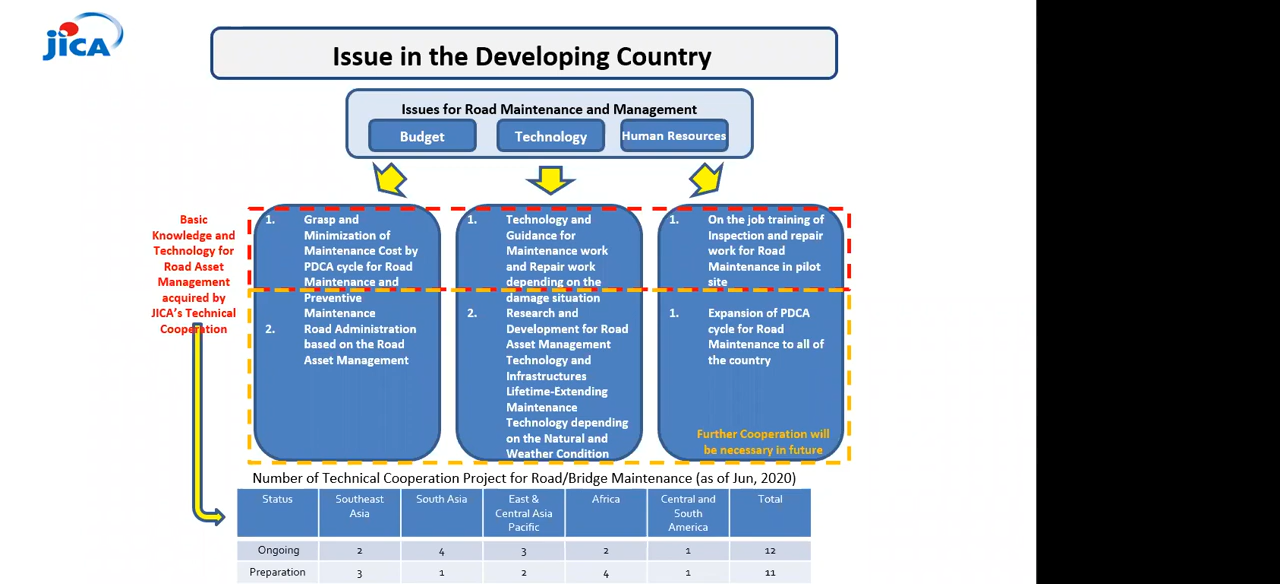 JICA
Issue in the Developing Country
Issues for Road Maintenance and Management
Budget
Technology
Human Resources
Basic
Knowledge and
Technology for
Road Asset
Management
acquired by
JICA's Technical
Cooperation
1. Grasp and
Minimization of
Maintenance Cost by
PDCA cycle for Road
Maintenance and
Preventive
Maintenance
2. Road Administration
based on the Road
Asset Management
1. Technology and
Guidance for
Maintenance work
and Repair work
depending on the
damage situation
2. Research and
Development for Road
Asset Management
Technology and
Infrastructures
Lifetime-Extending
Maintenance
Technology depending
on the Natural and
Weather Condition
1. On the job training of
Inspection and repair
work for Road
Maintenance in pilot
site
1. Expansion of PDCA
cycle for Road
Maintenance to all of
the country
Further Cooperation will
be necessary in future
Number of Technical Cooperation Project for Road/Bridge Maintenance (as of Jun, 2020)
Status Southeast Asia South Asia East & Central Asia Pacific Africa Central and South America Total
Ongoing 2 4 3 2 1 12
Preparation 3 1 2 4 1 11